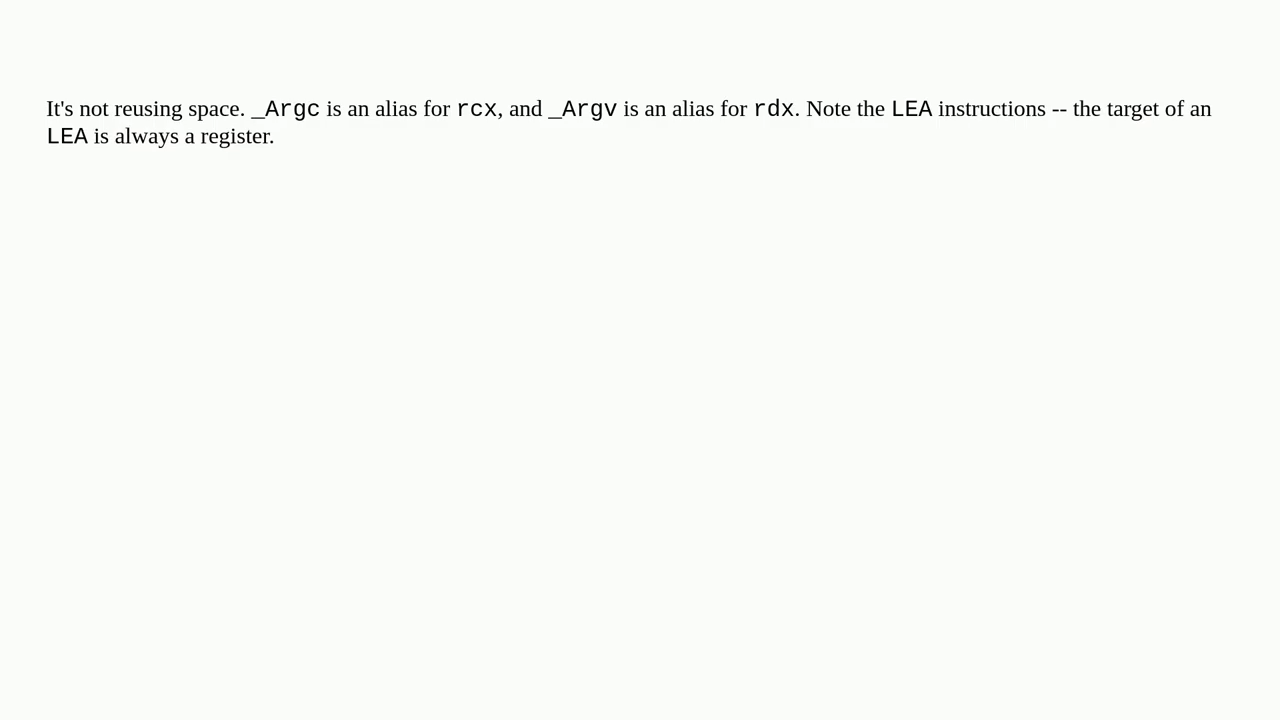 It's not reusing space. _Argc is an alias for rcx, and _Argv is an alias for rdx. Note the LEA instructions -- the target of an
LEA is always a register.